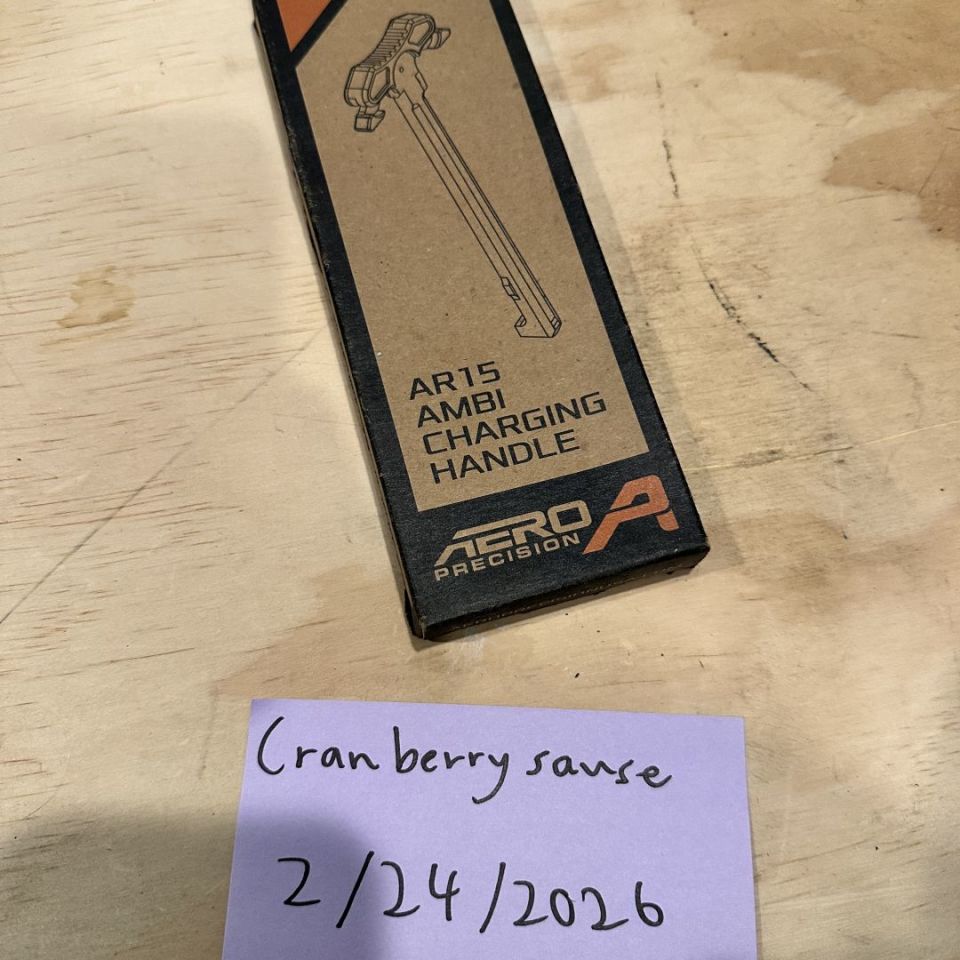 AR15
AMBI
CHARGING
HANDLE
AERO
PRECISION
Cranberry sause
2/24/2026